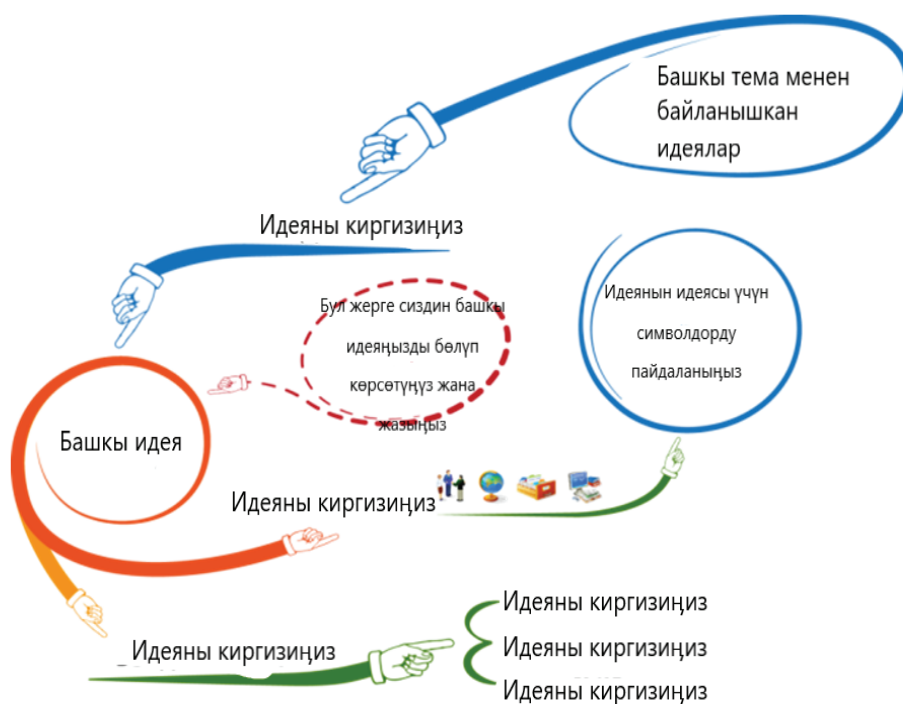 Башкы тема менен
байланышкан
идеялар
Идеяны киргизиңиз
Бул жерге сиздин башкы
идеяңызды бөлүп
көрсөтүңүз жана
жазыңыз
Идеянын идеясы үчүн
символдорду
пайдаланыңыз
Башкы идея
Идеяны киргизиңиз
Идеяны киргизиңиз
Идеяны киргизиңиз
Идеяны киргизиңиз
Идеяны киргизиңиз